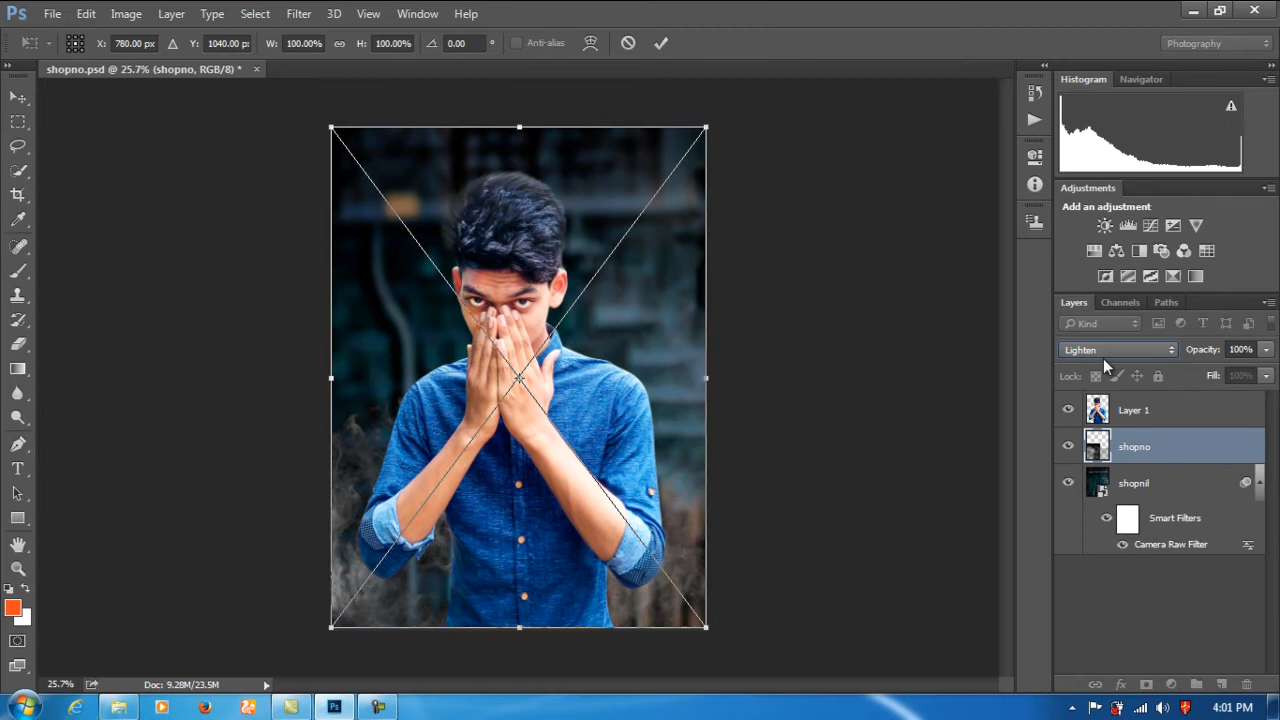 Ps File Edit Image Layer Type Select Filter 3D View Window Help
X: 780.00 px Y: 1040.00 p: W: 100.00% H: 100.00% 0.00 ° Anti-alias Photography
shopno.psd @ 25.7% (shopno, RGB/8) * ×
Histogram Navigator
Adjustments
Add an adjustment
Layers Channels Paths
Kind
Lighten Opacity: 100%
Lock: Fill: 100%
Layer 1
shopno
shopnil
Smart Filters
Camera Raw Filter
25.7% Doc: 9.28M/23.5M
Ps 4:01 PM